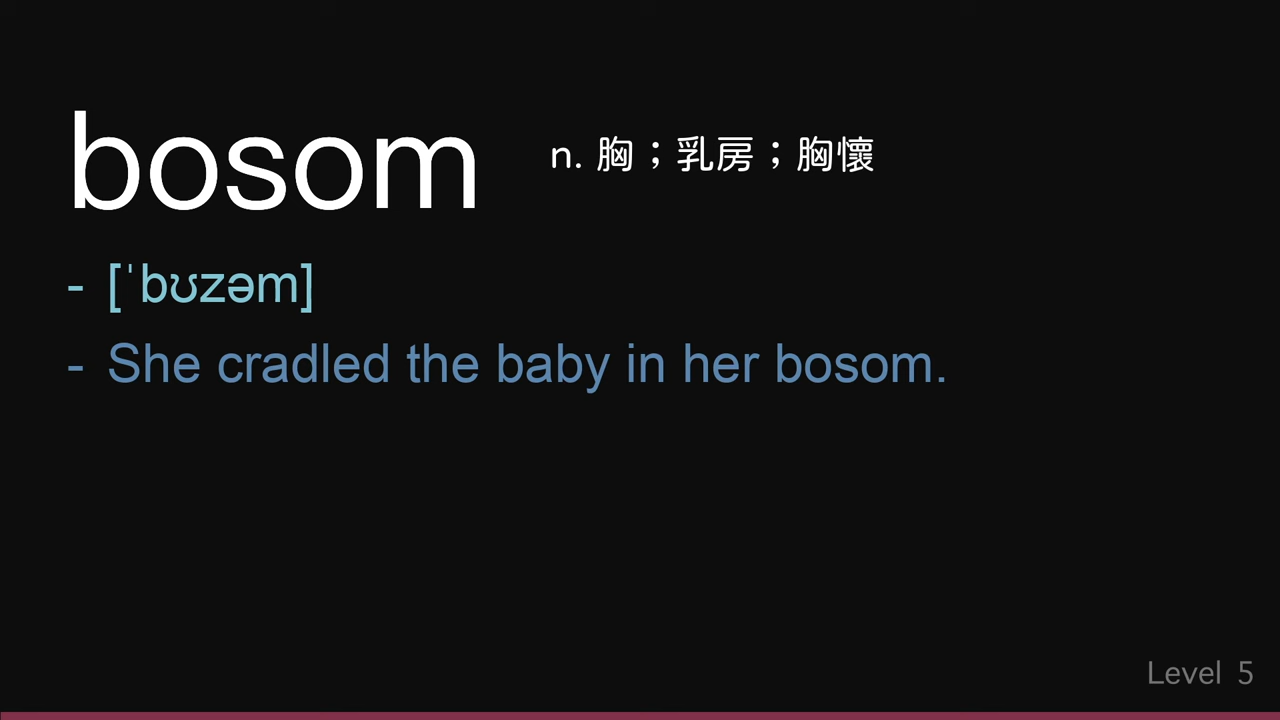 bosom n. 胸；乳房；胸懷
- [ˈbʊzəm]
- She cradled the baby in her bosom.
Level 5